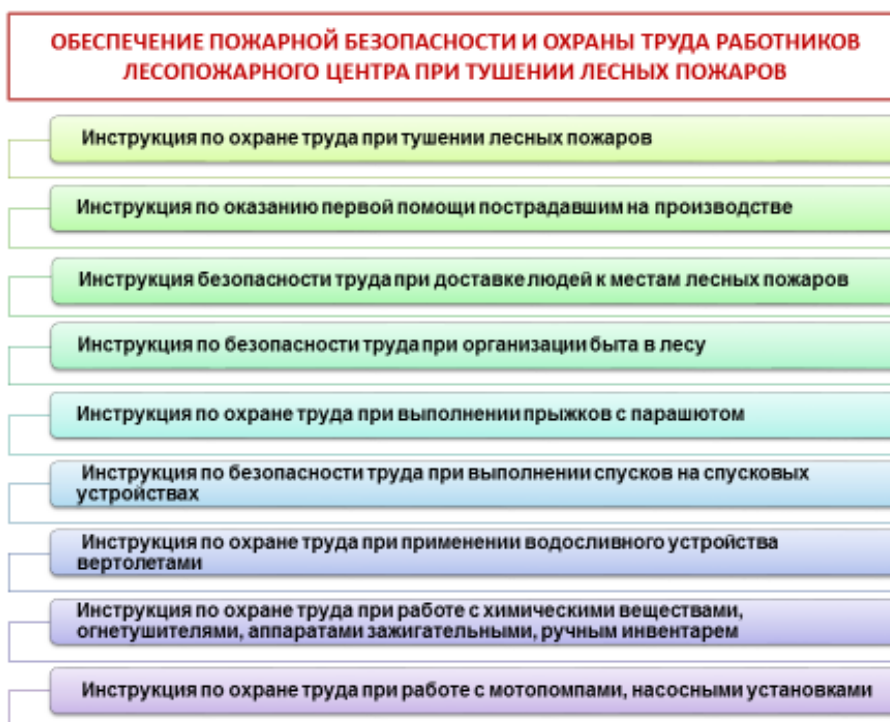 ОБЕСПЕЧЕНИЕ ПОЖАРНОЙ БЕЗОПАСНОСТИ И ОХРАНЫ ТРУДА РАБОТНИКОВ
ЛЕСОПОЖАРНОГО ЦЕНТРА ПРИ ТУШЕНИИ ЛЕСНЫХ ПОЖАРОВ
Инструкция по охране труда при тушении лесных пожаров
Инструкция по оказанию первой помощи пострадавшим на производстве
Инструкция безопасности труда при доставке людей к местам лесных пожаров
Инструкция по безопасности труда при организации быта в лесу
Инструкция по охране труда при выполнении прыжков с парашютом
Инструкция по безопасности труда при выполнении спусков на спусковых
устройствах
Инструкция по охране труда при применении водосливного устройства
вертолетами
Инструкция по охране труда при работе с химическими веществами,
огнетушителями, аппаратами зажигательными, ручным инвентарем
Инструкция по охране труда при работе с мотопомпами, насосными установками